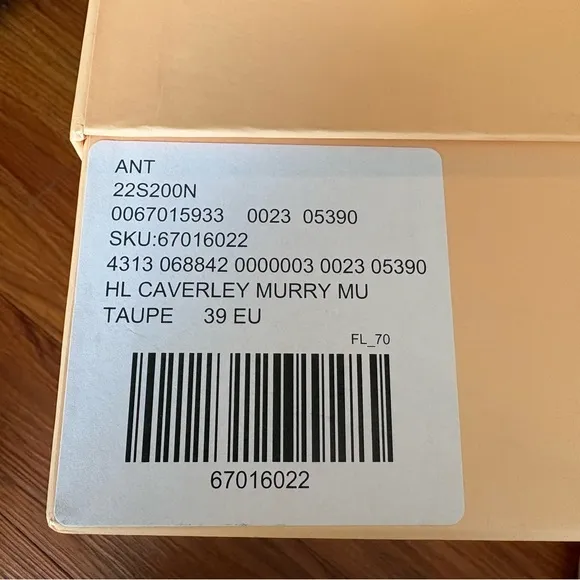 ANT
22S200N
0067015933 0023 05390
SKU:67016022
4313 068842 0000003 0023 05390
HL CAVERLEY MURRY MU
TAUPE 39 EU
FL_70
67016022